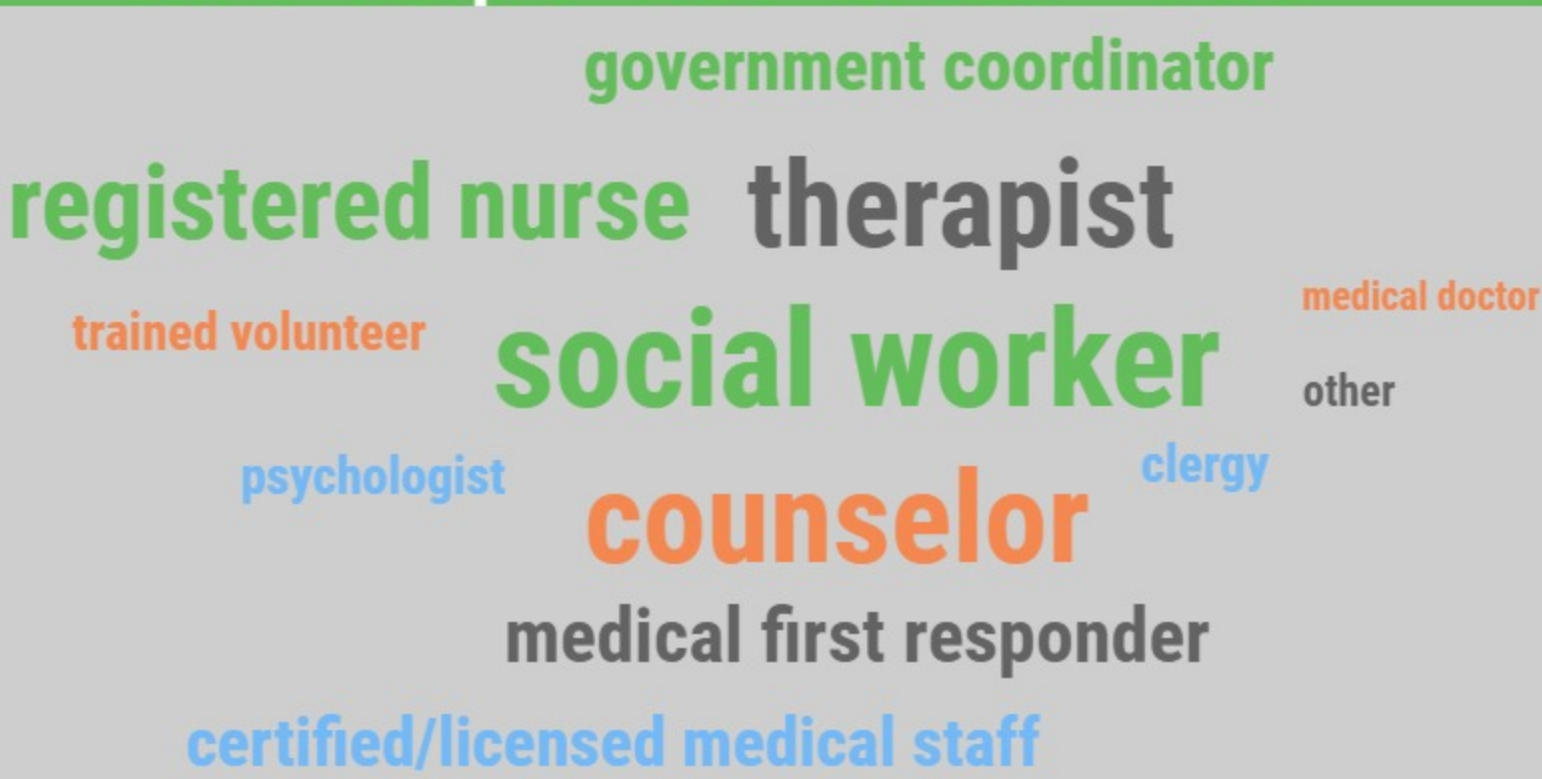 government coordinator
registered nurse
therapist
medical doctor
trained volunteer
social worker
other
psychologist
clergy
counselor
medical first responder
certified/licensed medical staff